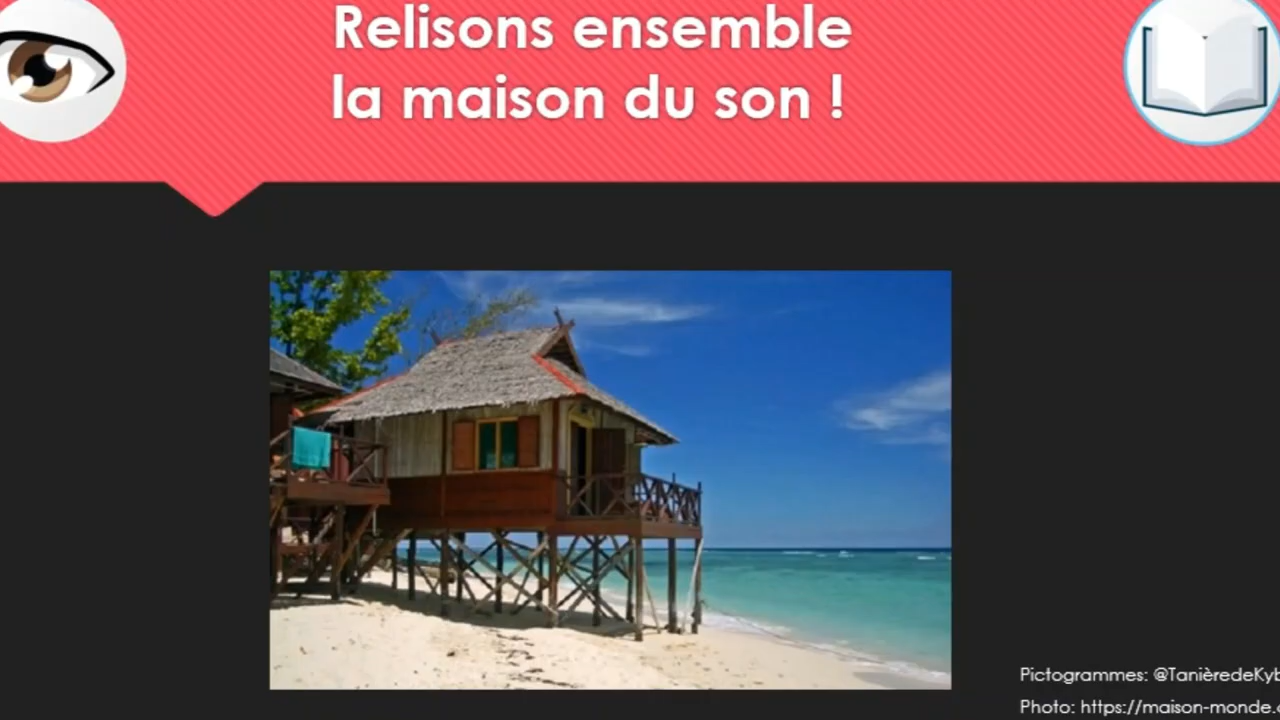 Relisons ensemble
la maison du son !
Pictogrammes: @TanièredeKyb
Photo: https://maison-monde.